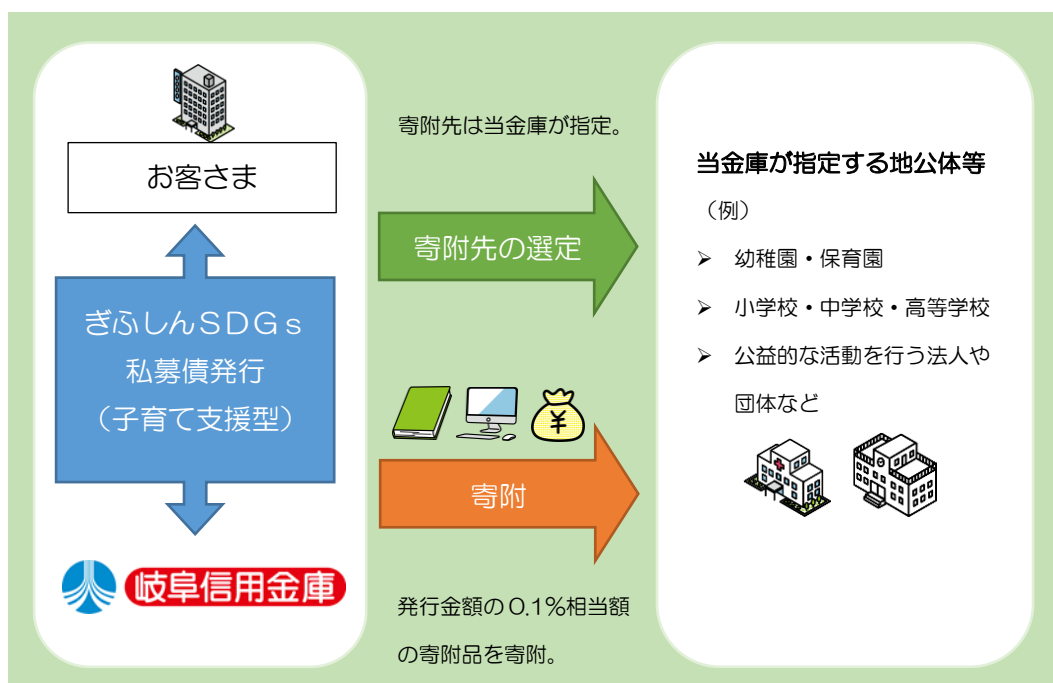 お客さま
ぎふしんSDGs
私募債発行
（子育て支援型）
岐阜信用金庫
寄附先は当金庫が指定。
寄附先の選定
¥
寄附
発行金額の0.1%相当額
の寄附品を寄附。
当金庫が指定する地公体等
（例）
➢ 幼稚園・保育園
➢ 小学校・中学校・高等学校
➢ 公益的な活動を行う法人や
団体など